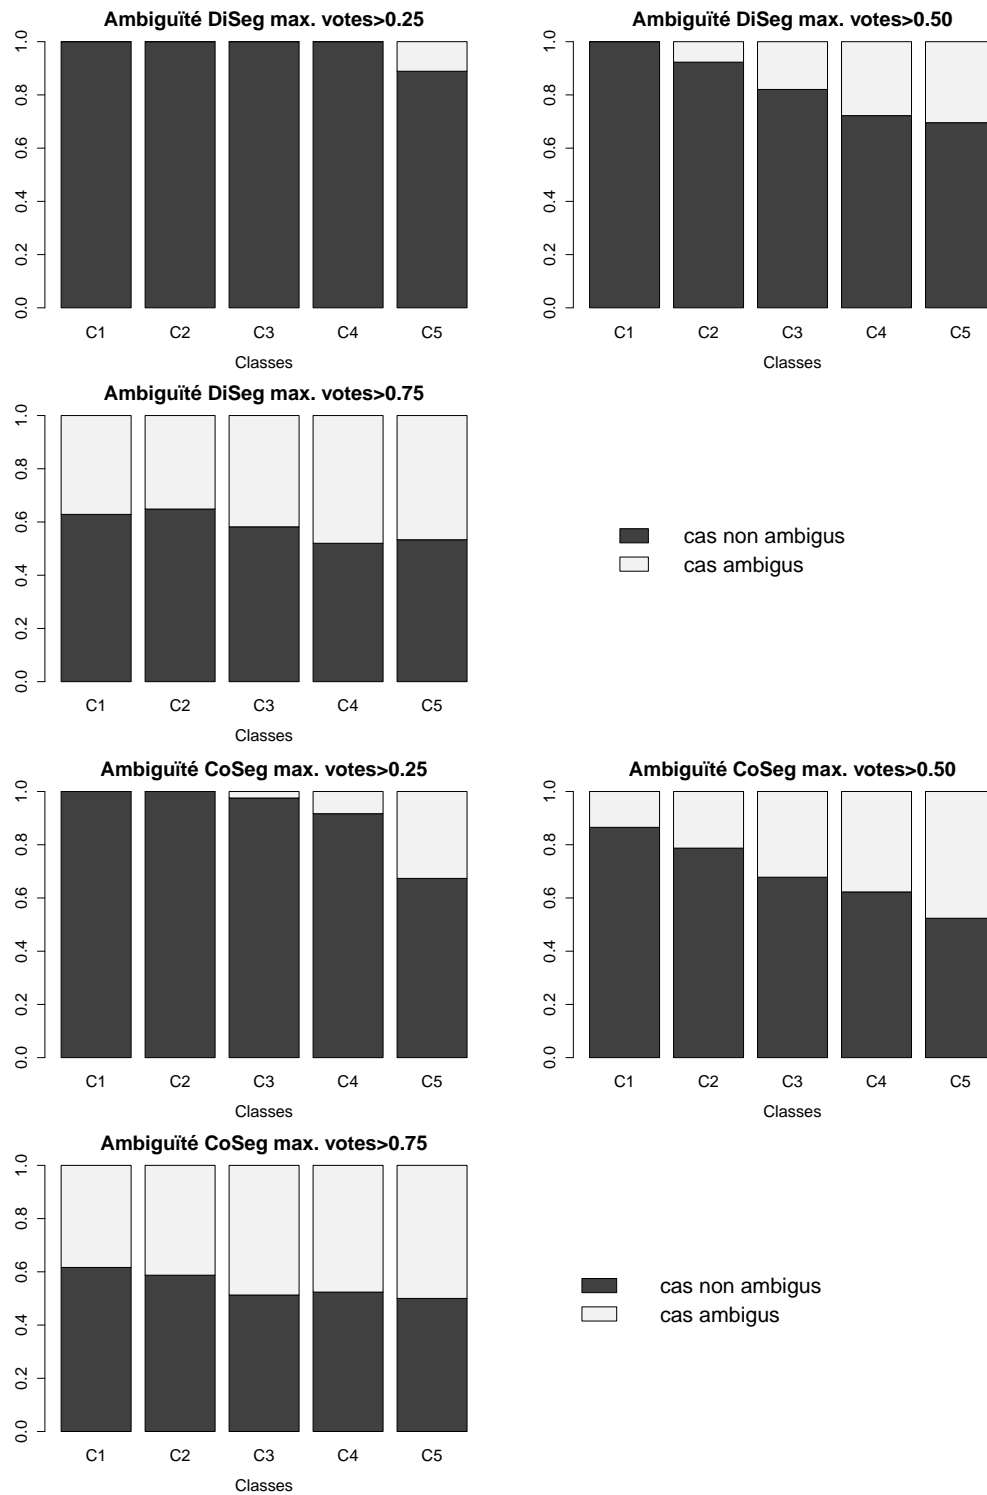 Ambiguïté DiSeg max. votes>0.25
0.0 0.2 0.4 0.6 0.8 1.0
C1 C2 C3 C4 C5
Classes
Ambiguïté DiSeg max. votes>0.50
0.0 0.2 0.4 0.6 0.8 1.0
C1 C2 C3 C4 C5
Classes
Ambiguïté DiSeg max. votes>0.75
0.0 0.2 0.4 0.6 0.8 1.0
C1 C2 C3 C4 C5
Classes
cas non ambigus
cas ambigus
Ambiguïté CoSeg max. votes>0.25
0.0 0.2 0.4 0.6 0.8 1.0
C1 C2 C3 C4 C5
Classes
Ambiguïté CoSeg max. votes>0.50
0.0 0.2 0.4 0.6 0.8 1.0
C1 C2 C3 C4 C5
Classes
Ambiguïté CoSeg max. votes>0.75
0.0 0.2 0.4 0.6 0.8 1.0
C1 C2 C3 C4 C5
Classes
cas non ambigus
cas ambigus